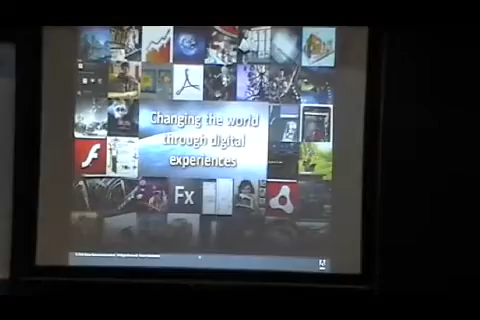 Changing the world
through digital
experiences
Fx